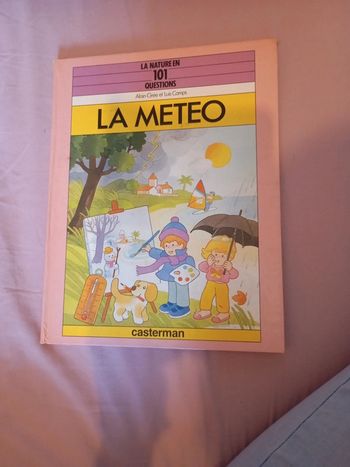 LA NATURE EN
101
QUESTIONS
Alain Grée et Luis Camps
LA METEO
casterman